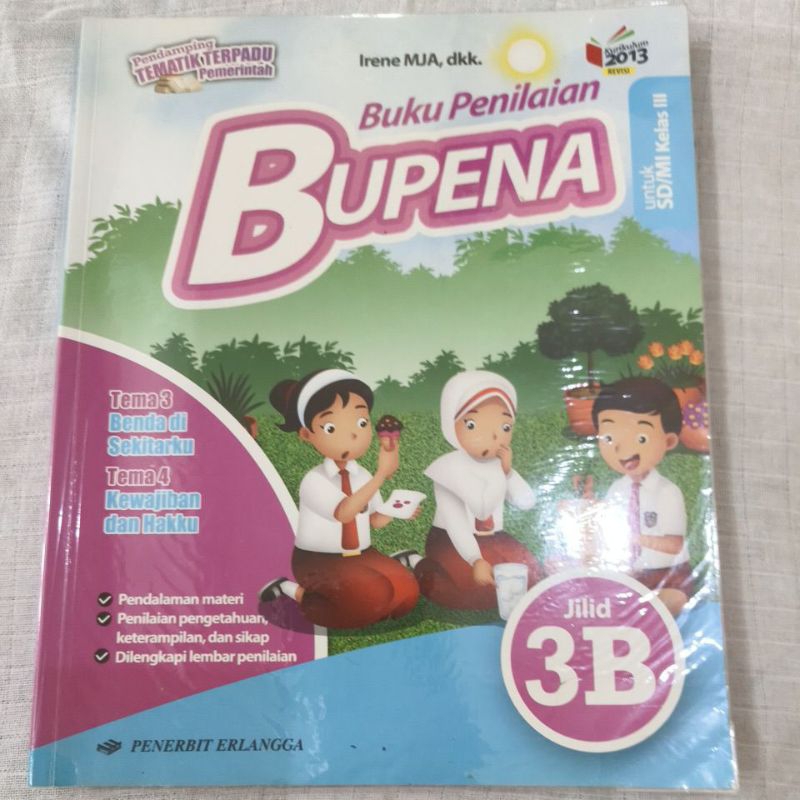 Pendamping
TEMATIK TERPADU
Pemerintah
Irene MJA, dkk.
Kurikulum
2013
REVISI
Buku Penilaian
BUPENA
untuk
SD/MI Kelas III
Tema 3
Benda di
Sekitarku
Tema 4
Kewajiban
dan Hakku
Pendalaman materi
Penilaian pengetahuan,
keterampilan, dan sikap
Dilengkapi lembar penilaian
Jilid
3B
PENERBIT ERLANGGA